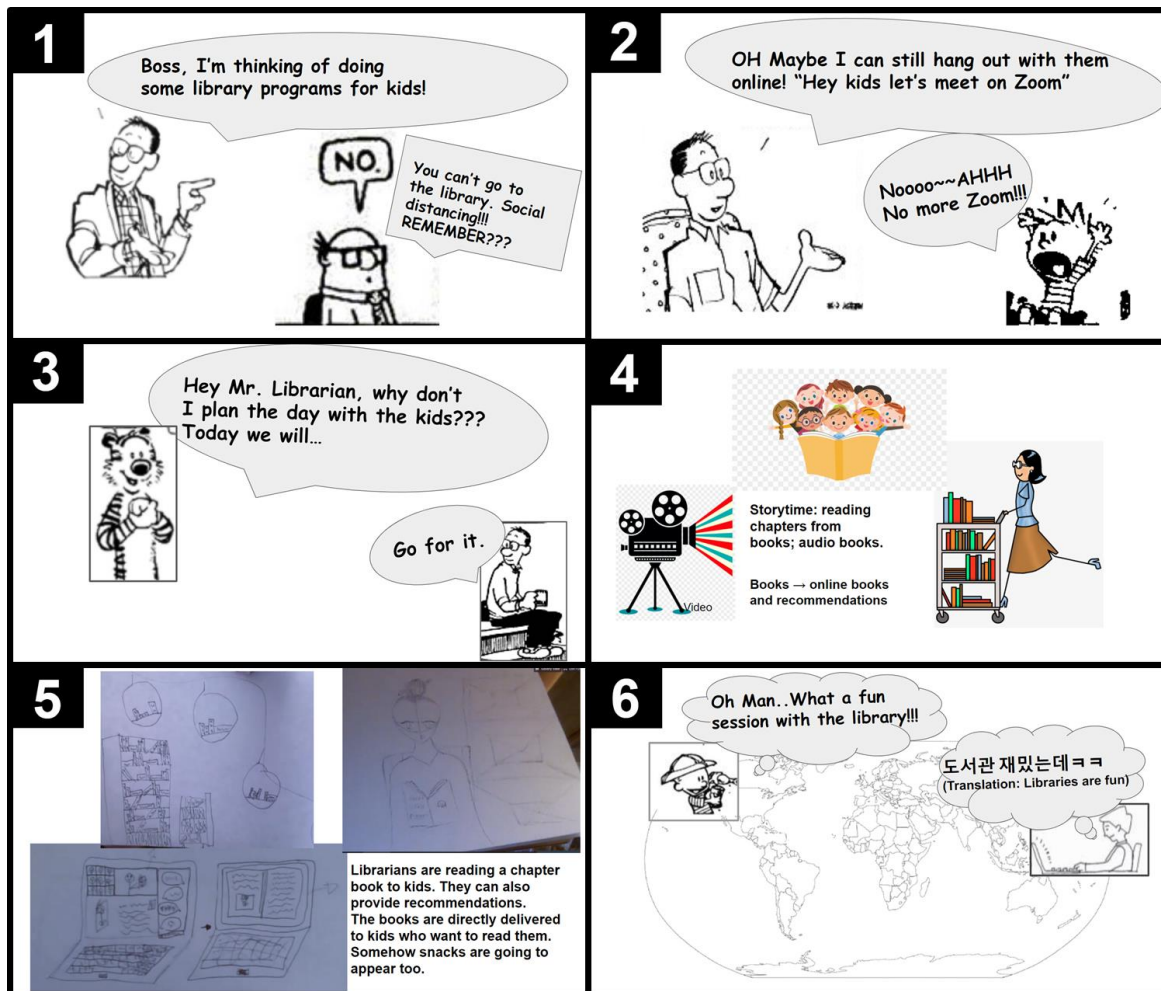 1
Boss, I'm thinking of doing
some library programs for kids!
NO.
You can't go to
the library. Social
distancing!!!
REMEMBER???
2
OH Maybe I can still hang out with them
online! “Hey kids let's meet on Zoom”
Noooo~~AHHH
No more Zoom!!!
3
Hey Mr. Librarian, why don't
I plan the day with the kids???
Today we will…
Go for it.
4
Storytime: reading
chapters from
books; audio books.
Books → online books
and recommendations
Video
5
Librarians are reading a chapter
book to kids. They can also
provide recommendations.
The books are directly delivered
to kids who want to read them.
Somehow snacks are going to
appear too.
6
Oh Man..What a fun
session with the library!!!
도서관 재밌는데ㅋㅋ
(Translation: Libraries are fun)